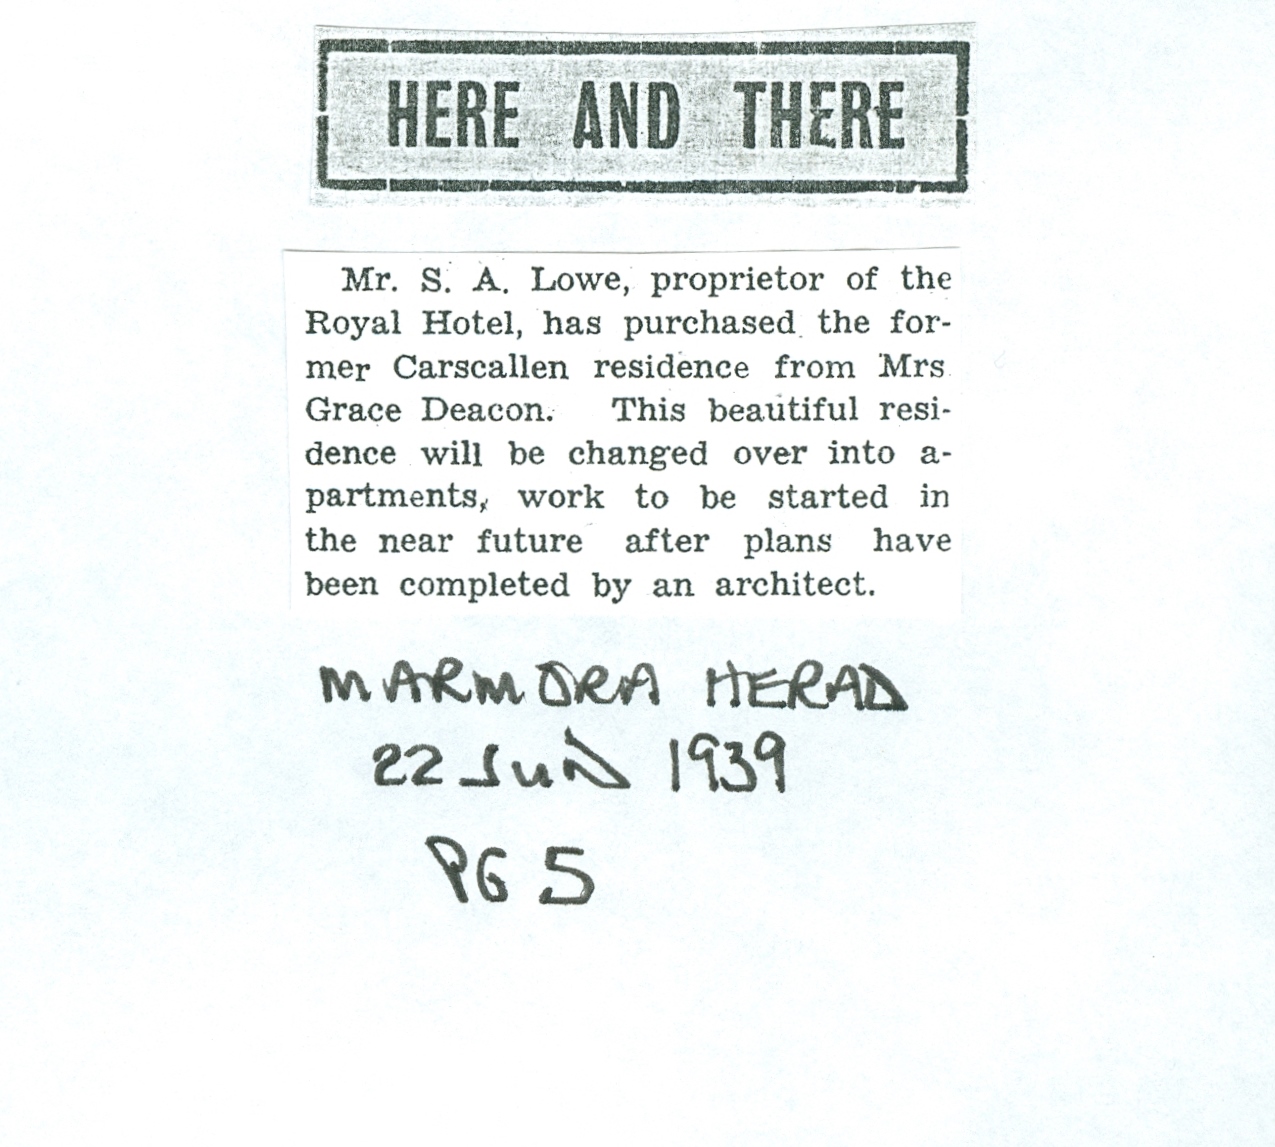 HERE AND THERE
Mr. S. A. Lowe, proprietor of the
Royal Hotel, has purchased the for-
mer Carscallen residence from Mrs
Grace Deacon. This beautiful resi-
dence will be changed over into a-
partments, work to be started in
the near future after plans have
been completed by an architect.
MARMORA HERAD
22 JUN 1939
PG 5